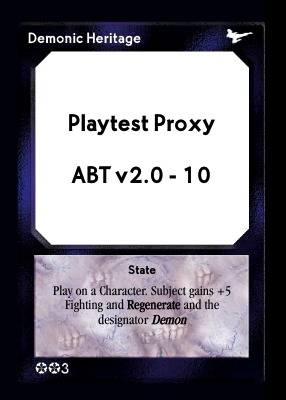 Demonic Heritage
Playtest Proxy
ABT v2.0 - 10
State
Play on a Character. Subject gains +5
Fighting and Regenerate and the
designator Demon
3